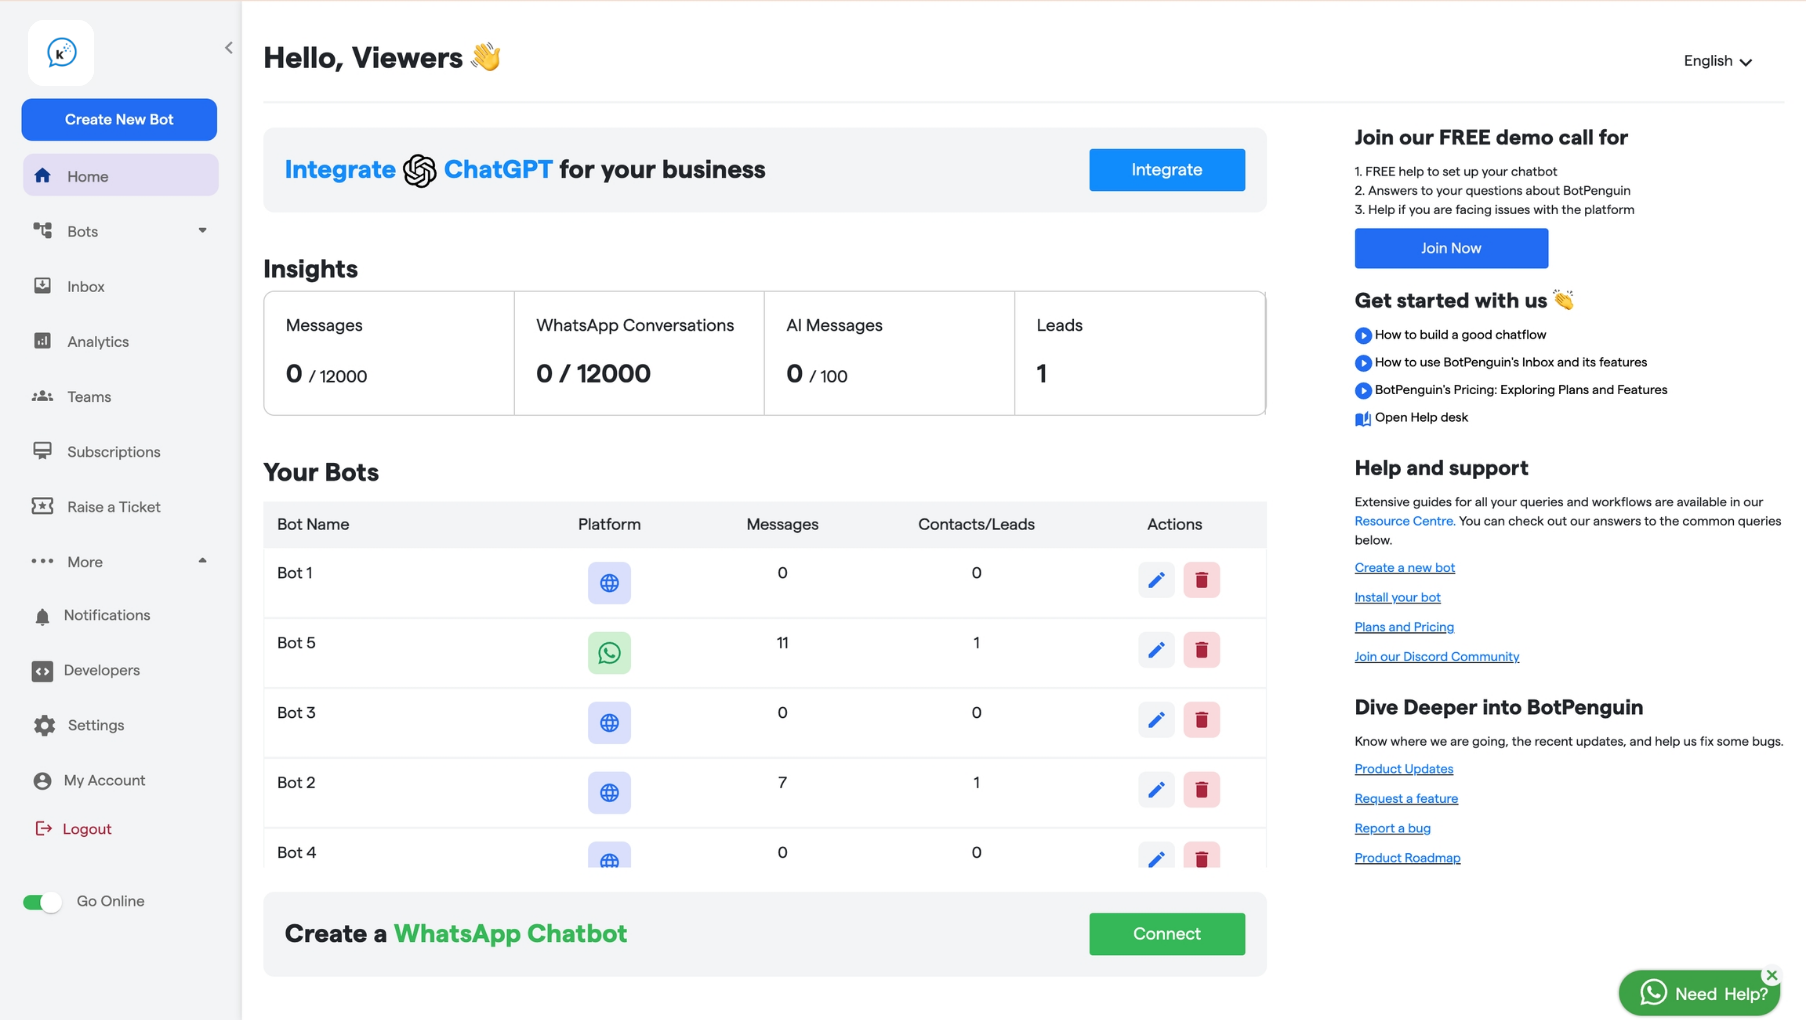 K
Create New Bot
Home
Bots
Inbox
Analytics
Teams
Subscriptions
Raise a Ticket
More
Notifications
Developers
Settings
My Account
Logout
Go Online
Hello, Viewers 👋
English
Integrate ChatGPT for your business
Integrate
Insights
Messages
0 / 12000
WhatsApp Conversations
0 / 12000
AI Messages
0 / 100
Leads
1
Your Bots
Bot Name Platform Messages Contacts/Leads Actions
Bot 1 0 0
Bot 5 11 1
Bot 3 0 0
Bot 2 7 1
Bot 4 0 0
Create a WhatsApp Chatbot
Connect
Join our FREE demo call for
1. FREE help to set up your chatbot
2. Answers to your questions about BotPenguin
3. Help if you are facing issues with the platform
Join Now
Get started with us 👏
How to build a good chatflow
How to use BotPenguin's Inbox and its features
BotPenguin's Pricing: Exploring Plans and Features
Open Help desk
Help and support
Extensive guides for all your queries and workflows are available in our
Resource Centre. You can check out our answers to the common queries
below.
Create a new bot
Install your bot
Plans and Pricing
Join our Discord Community
Dive Deeper into BotPenguin
Know where we are going, the recent updates, and help us fix some bugs.
Product Updates
Request a feature
Report a bug
Product Roadmap
Need Help?